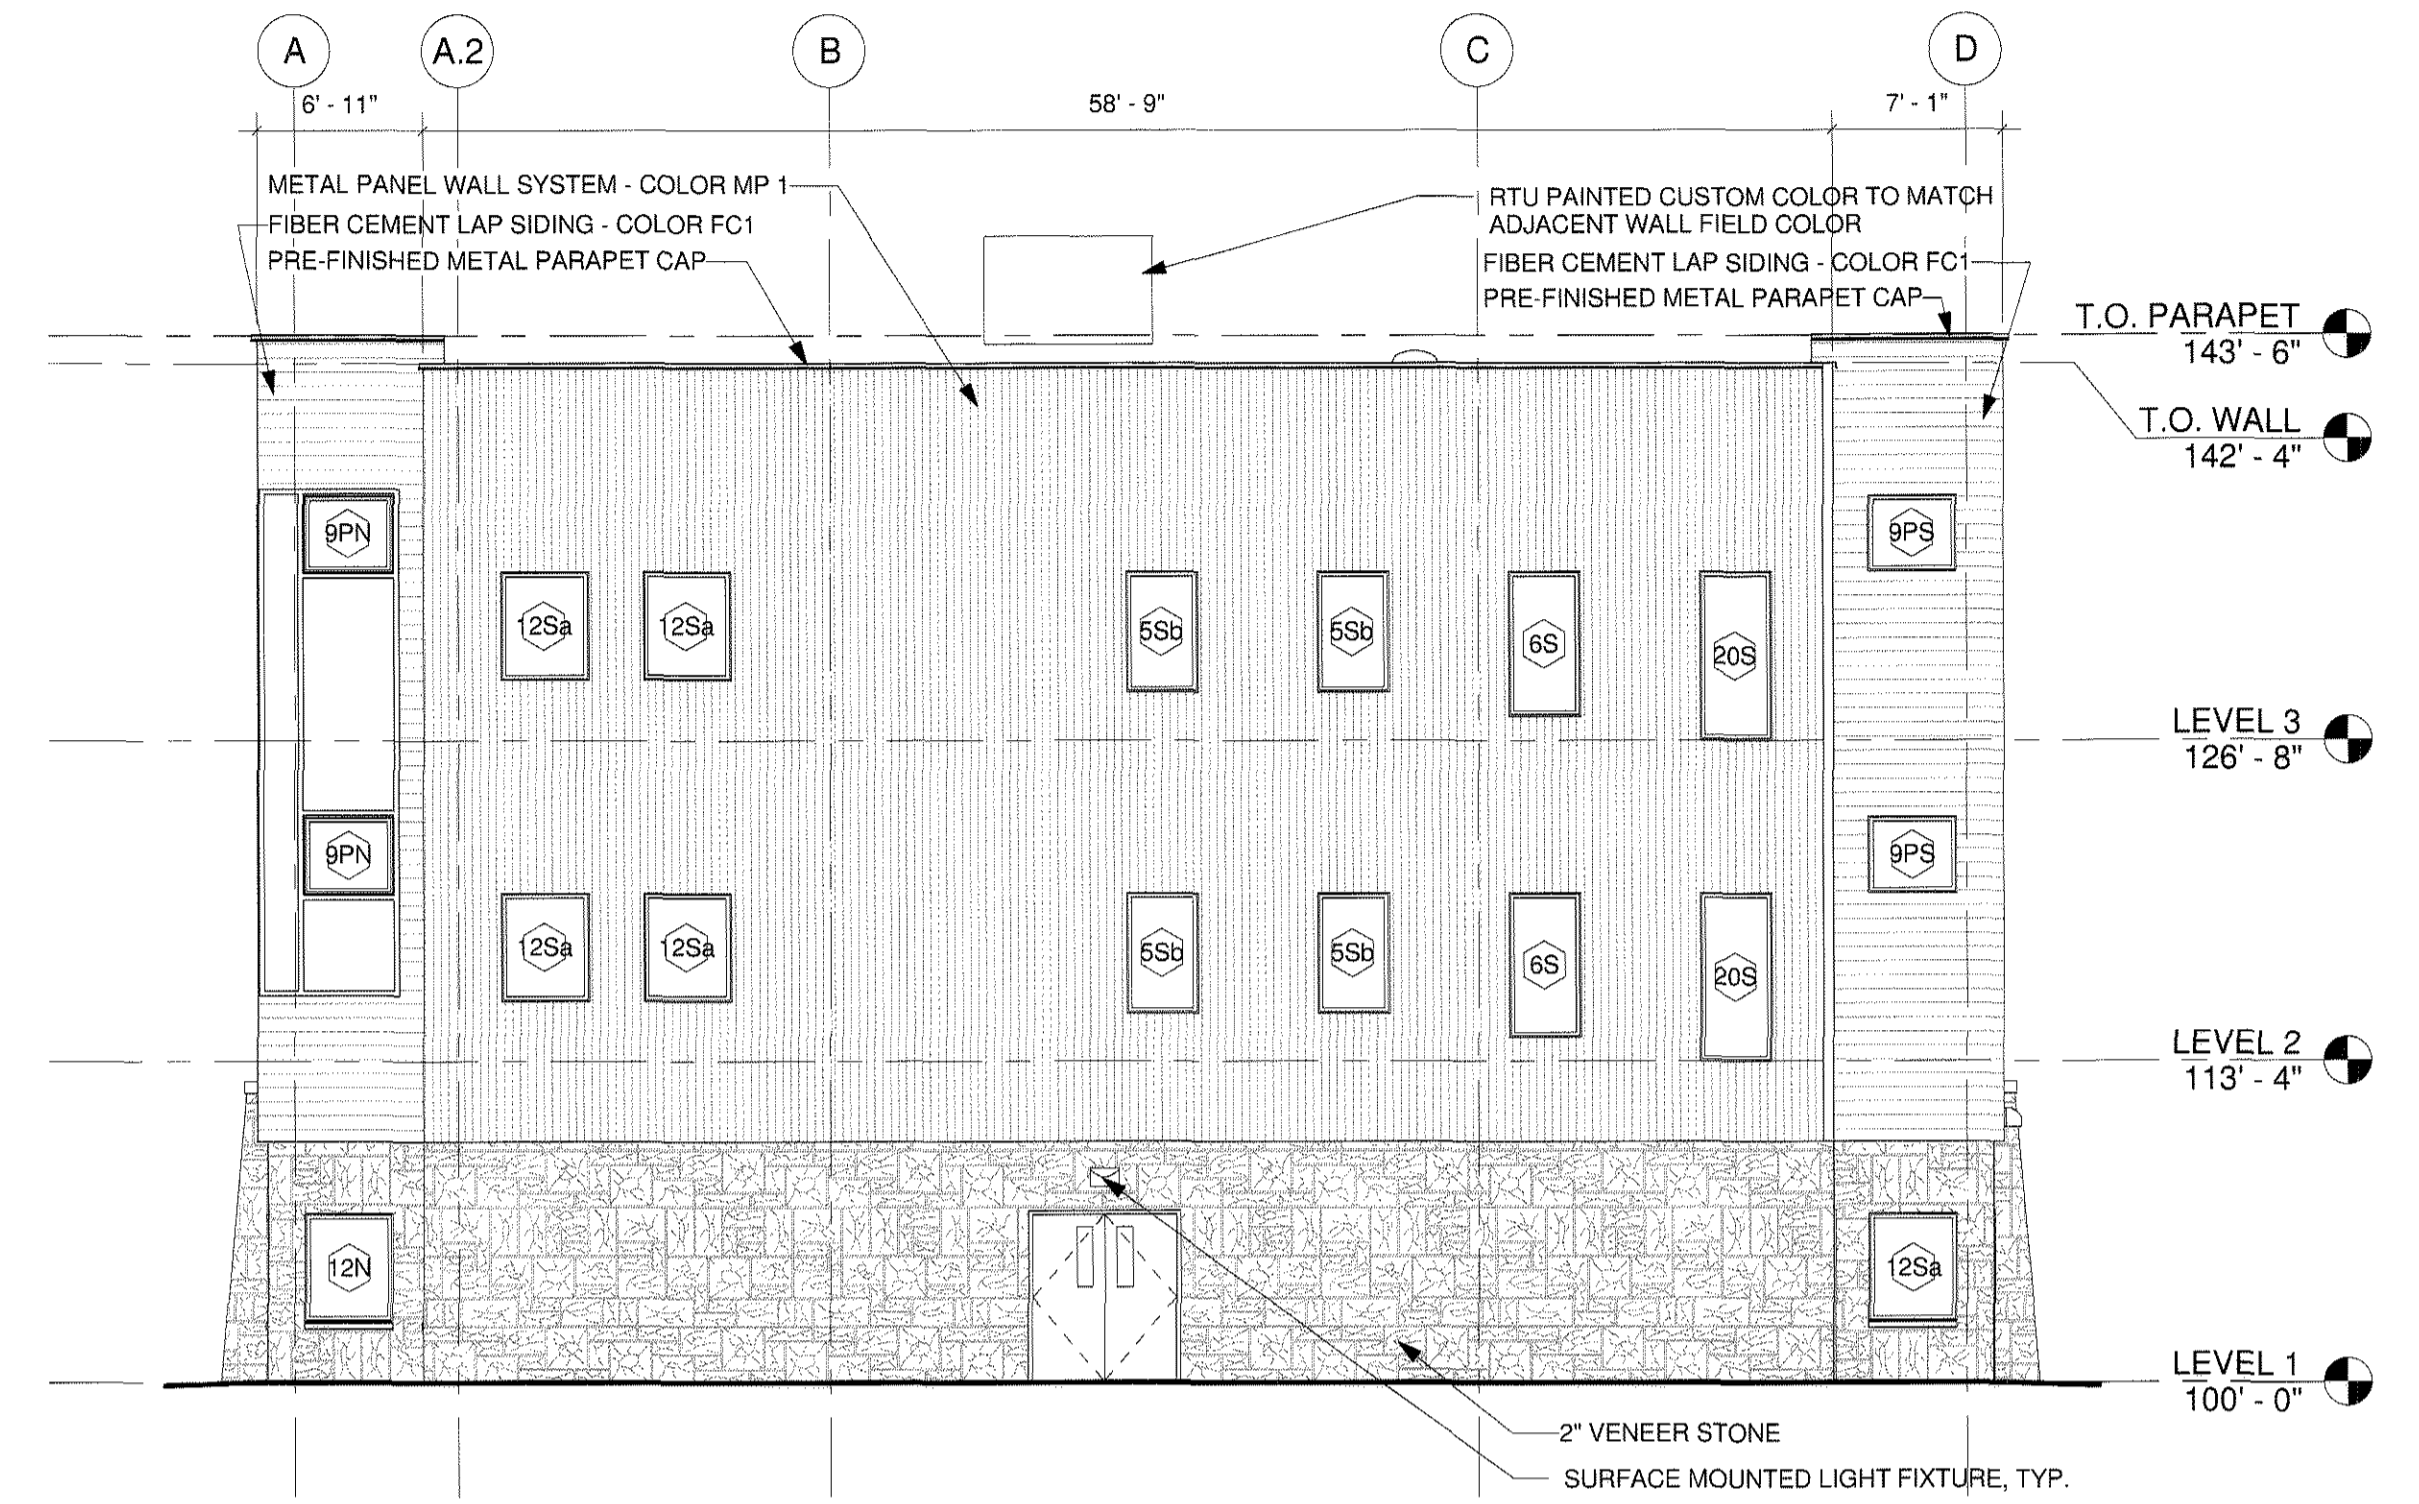 A
A.2
B
C
D
6' - 11"
58' - 9"
7' - 1"
METAL PANEL WALL SYSTEM - COLOR MP 1
FIBER CEMENT LAP SIDING - COLOR FC1
PRE-FINISHED METAL PARAPET CAP
RTU PAINTED CUSTOM COLOR TO MATCH
ADJACENT WALL FIELD COLOR
FIBER CEMENT LAP SIDING - COLOR FC1
PRE-FINISHED METAL PARAPET CAP
T.O. PARAPET
143' - 6"
T.O. WALL
142' - 4"
9PN
9PS
12Sa
12Sa
5Sb
5Sb
6S
20S
LEVEL 3
126' - 8"
9PN
9PS
12Sa
12Sa
5Sb
5Sb
6S
20S
LEVEL 2
113' - 4"
12N
12Sa
LEVEL 1
100' - 0"
2" VENEER STONE
SURFACE MOUNTED LIGHT FIXTURE, TYP.